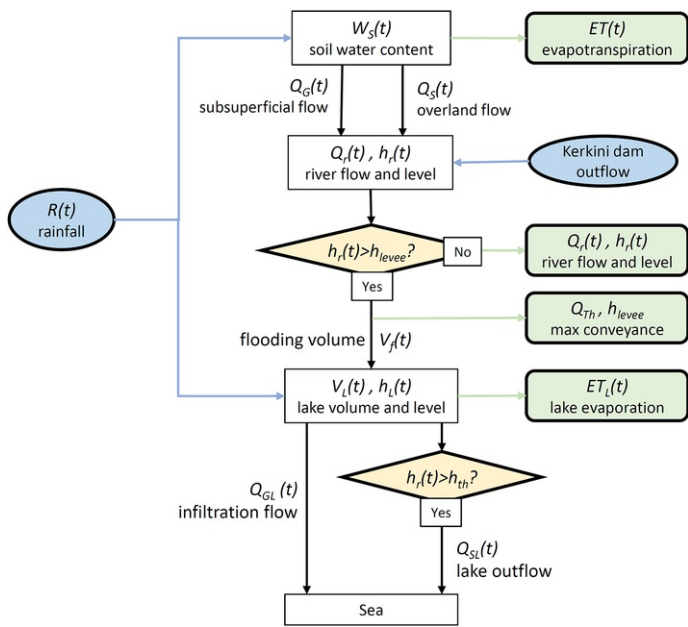 W_S(t)
soil water content
ET(t)
evapotranspiration
Q_G(t)
subsuperficial flow
Q_S(t)
overland flow
Q_r(t) , h_r(t)
river flow and level
Kerkini dam
outflow
R(t)
rainfall
h_r(t)>h_levee?
No
Yes
Q_r(t) , h_r(t)
river flow and level
Q_Th , h_levee
max conveyance
flooding volume
V_f(t)
V_L(t) , h_L(t)
lake volume and level
ET_L(t)
lake evaporation
h_r(t)>h_th?
Yes
Q_GL (t)
infiltration flow
Q_SL(t)
lake outflow
Sea